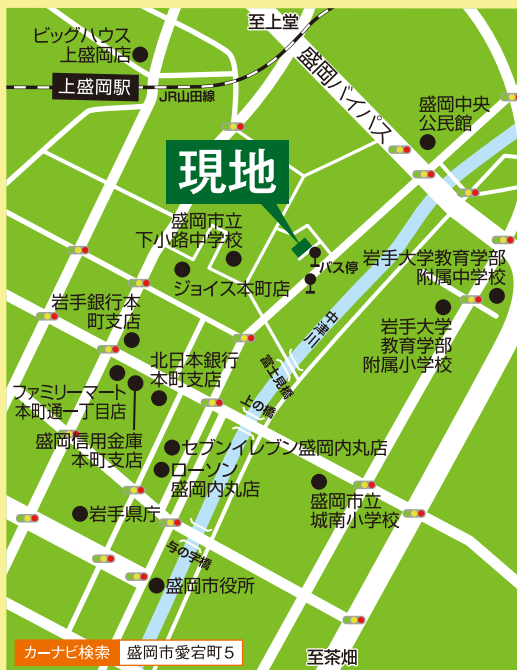 至上堂
ビッグハウス
上盛岡店
上盛岡駅
JR山田線
盛岡バイパス
盛岡中央
公民館
現地
盛岡市立
下小路中学校
バス停
岩手大学教育学部
附属中学校
ジョイス本町店
岩手銀行本
町支店
中津川
岩手大学
教育学部
附属小学校
北日本銀行
本町支店
富士見橋
ファミリーマート
本町通一丁目店
上の橋
盛岡信用金庫
本町支店
セブンイレブン盛岡内丸店
ローソン
盛岡内丸店
盛岡市立
城南小学校
岩手県庁
与の字橋
盛岡市役所
カーナビ検索 盛岡市愛宕町5
至茶畑